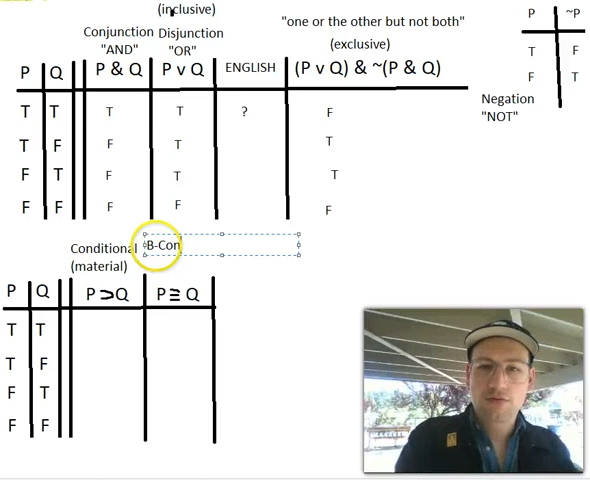 (inclusive)
Conjunction Disjunction
"AND" "OR"
"one or the other but not both"
(exclusive)
P ~P
T F
F T
Negation
"NOT"
P Q P & Q P v Q ENGLISH (P v Q) & ~(P & Q)
T T T T ? F
T F F T T
F T F T T
F F F F F
Conditional B-Con
(material)
P Q P ⊃ Q P ≡ Q
T T
T F
F T
F F